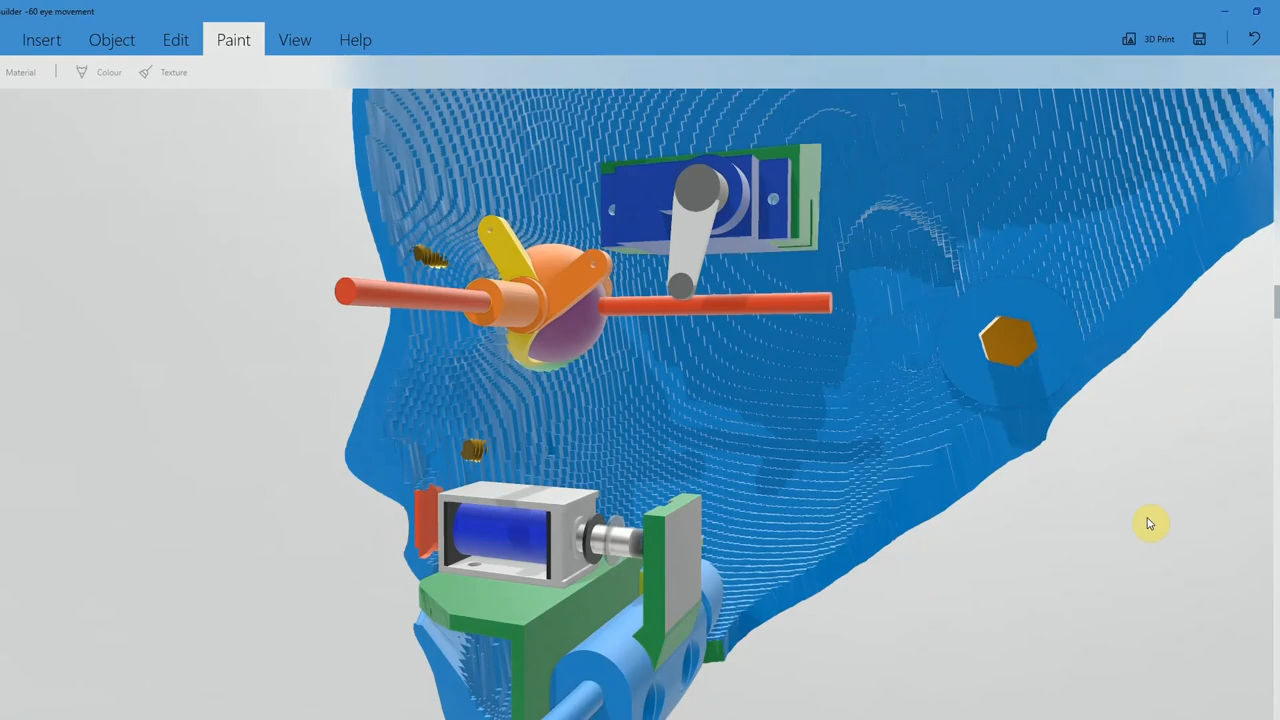 uilder -60 eye movement
Insert Object Edit Paint View Help
3D Print
Material Colour Texture